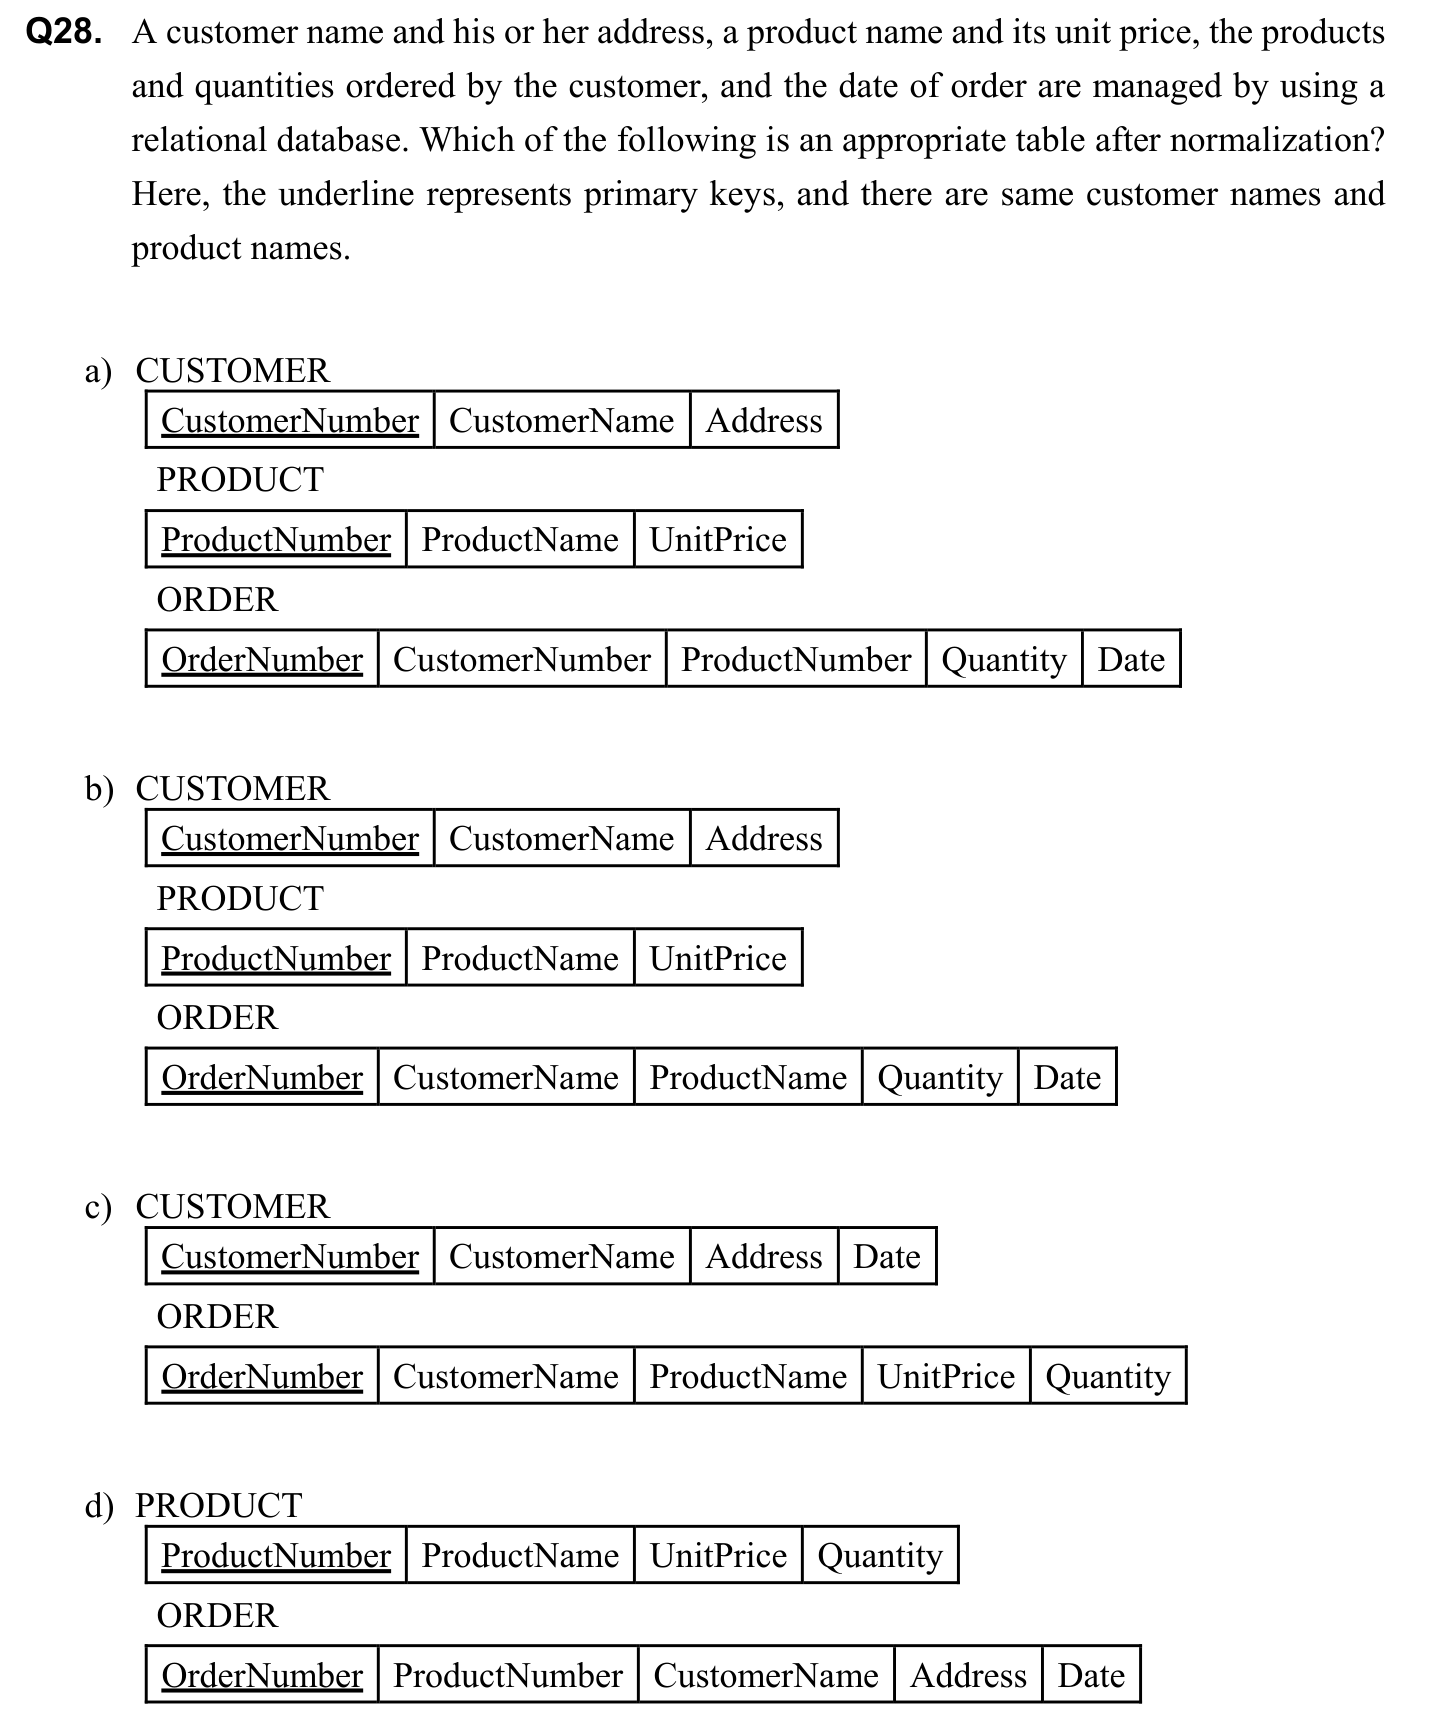 Q28. A customer name and his or her address, a product name and its unit price, the products
and quantities ordered by the customer, and the date of order are managed by using a
relational database. Which of the following is an appropriate table after normalization?
Here, the underline represents primary keys, and there are same customer names and
product names.
a) CUSTOMER
CustomerNumber CustomerName Address
PRODUCT
ProductNumber ProductName UnitPrice
ORDER
OrderNumber CustomerNumber ProductNumber Quantity Date
b) CUSTOMER
CustomerNumber CustomerName Address
PRODUCT
ProductNumber ProductName UnitPrice
ORDER
OrderNumber CustomerName ProductName Quantity Date
c) CUSTOMER
CustomerNumber CustomerName Address Date
ORDER
OrderNumber CustomerName ProductName UnitPrice Quantity
d) PRODUCT
ProductNumber ProductName UnitPrice Quantity
ORDER
OrderNumber ProductNumber CustomerName Address Date